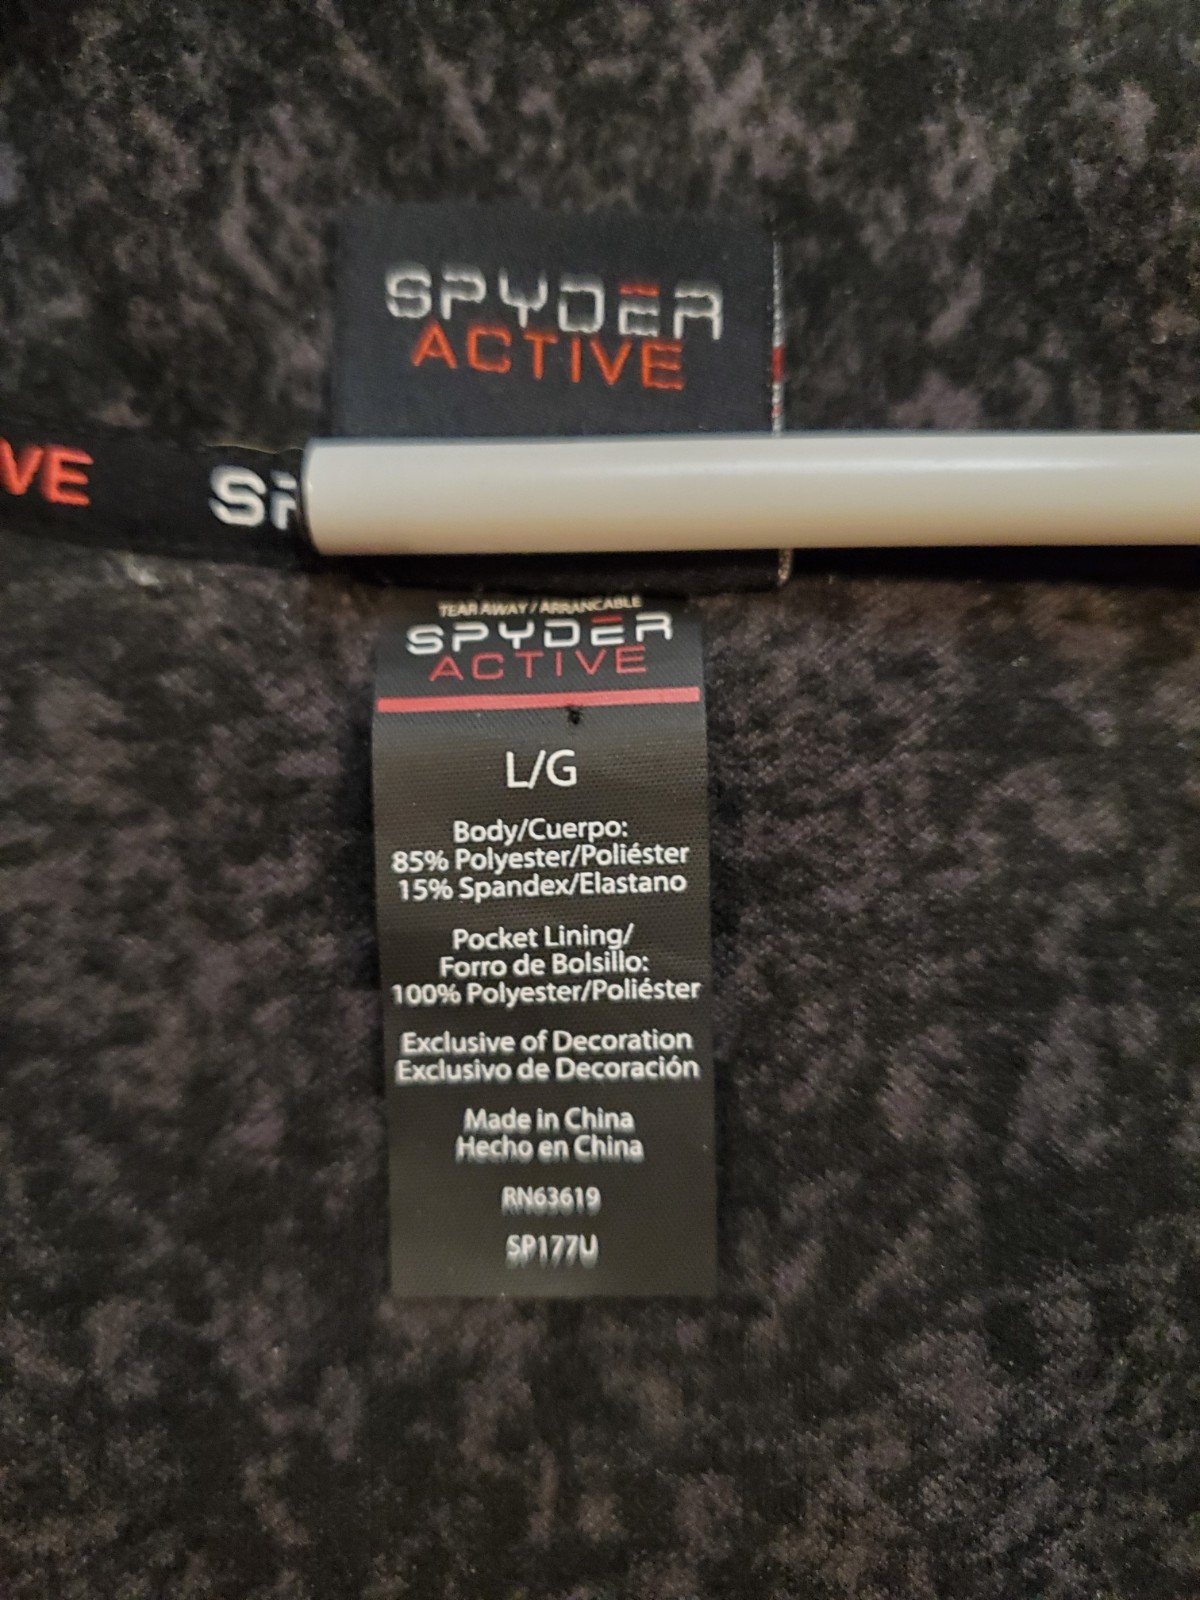 SPYDER
ACTIVE
VE
SP
TEAR AWAY / ARRANCABLE
SPYDER
ACTIVE
L/G
Body/Cuerpo:
85% Polyester/Poliéster
15% Spandex/Elastano
Pocket Lining/
Forro de Bolsillo:
100% Polyester/Poliéster
Exclusive of Decoration
Exclusivo de Decoración
Made in China
Hecho en China
RN63619
SP177U